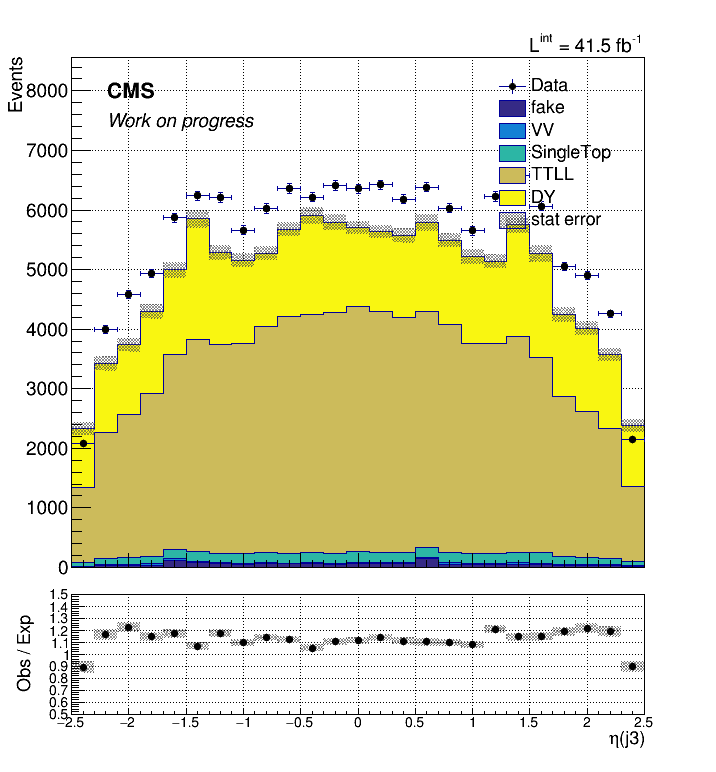 L^int = 41.5 fb^-1
Events
CMS
Work on progress
Data
fake
VV
SingleTop
TTLL
DY
stat error
8000
7000
6000
5000
4000
3000
2000
1000
0
Obs / Exp
1.5
1.4
1.3
1.2
1.1
1
0.9
0.8
0.7
0.6
0.5
−2.5 −2 −1.5 −1 −0.5 0 0.5 1 1.5 2 2.5
η(j3)